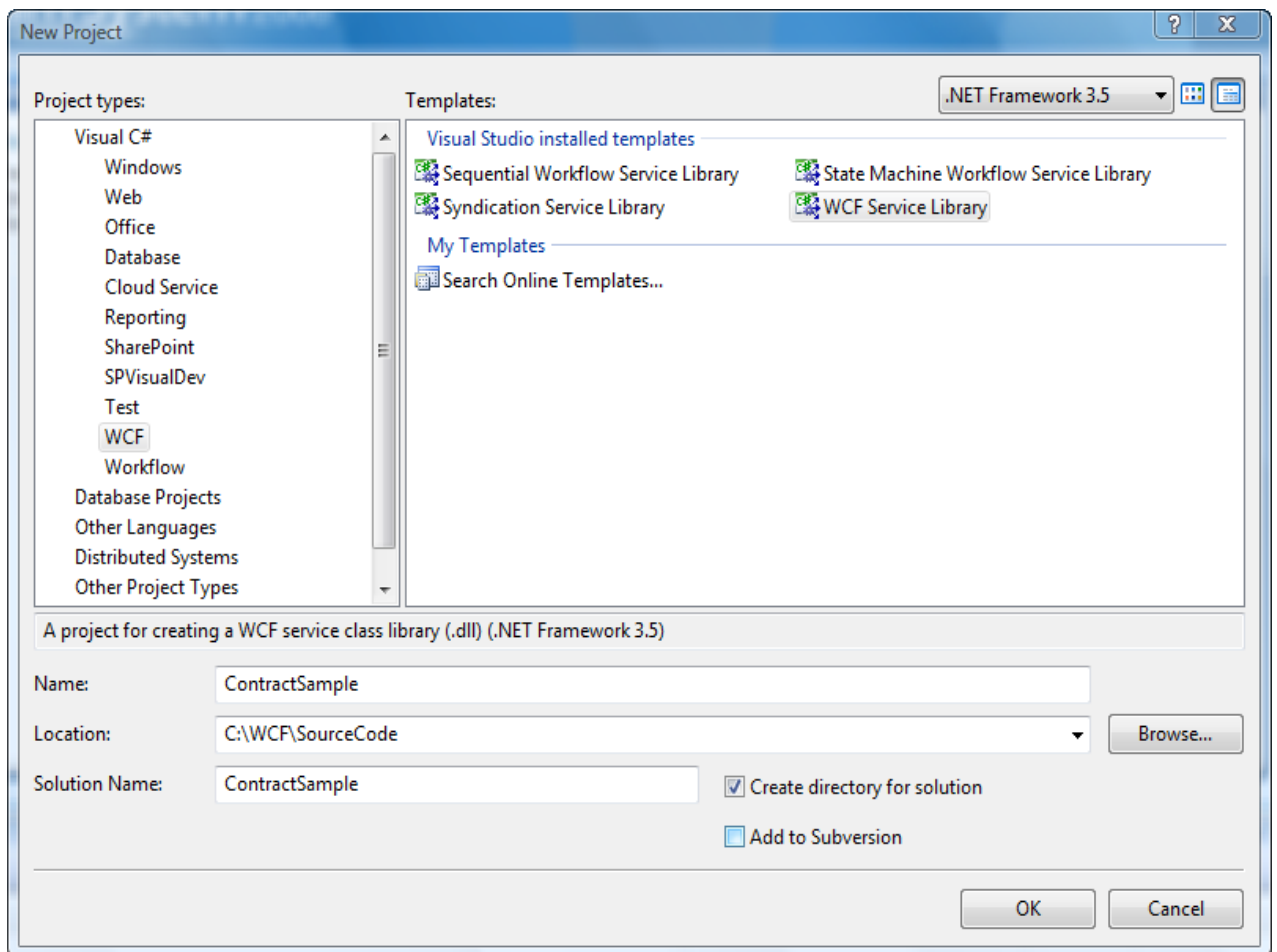 New Project
Project types:
Templates:
.NET Framework 3.5
Visual C#
Windows
Web
Office
Database
Cloud Service
Reporting
SharePoint
SPVisualDev
Test
WCF
Workflow
Database Projects
Other Languages
Distributed Systems
Other Project Types
Visual Studio installed templates
Sequential Workflow Service Library
State Machine Workflow Service Library
Syndication Service Library
WCF Service Library
My Templates
Search Online Templates...
A project for creating a WCF service class library (.dll) (.NET Framework 3.5)
Name:
ContractSample
Location:
C:\WCF\SourceCode
Browse...
Solution Name:
ContractSample
Create directory for solution
Add to Subversion
OK
Cancel